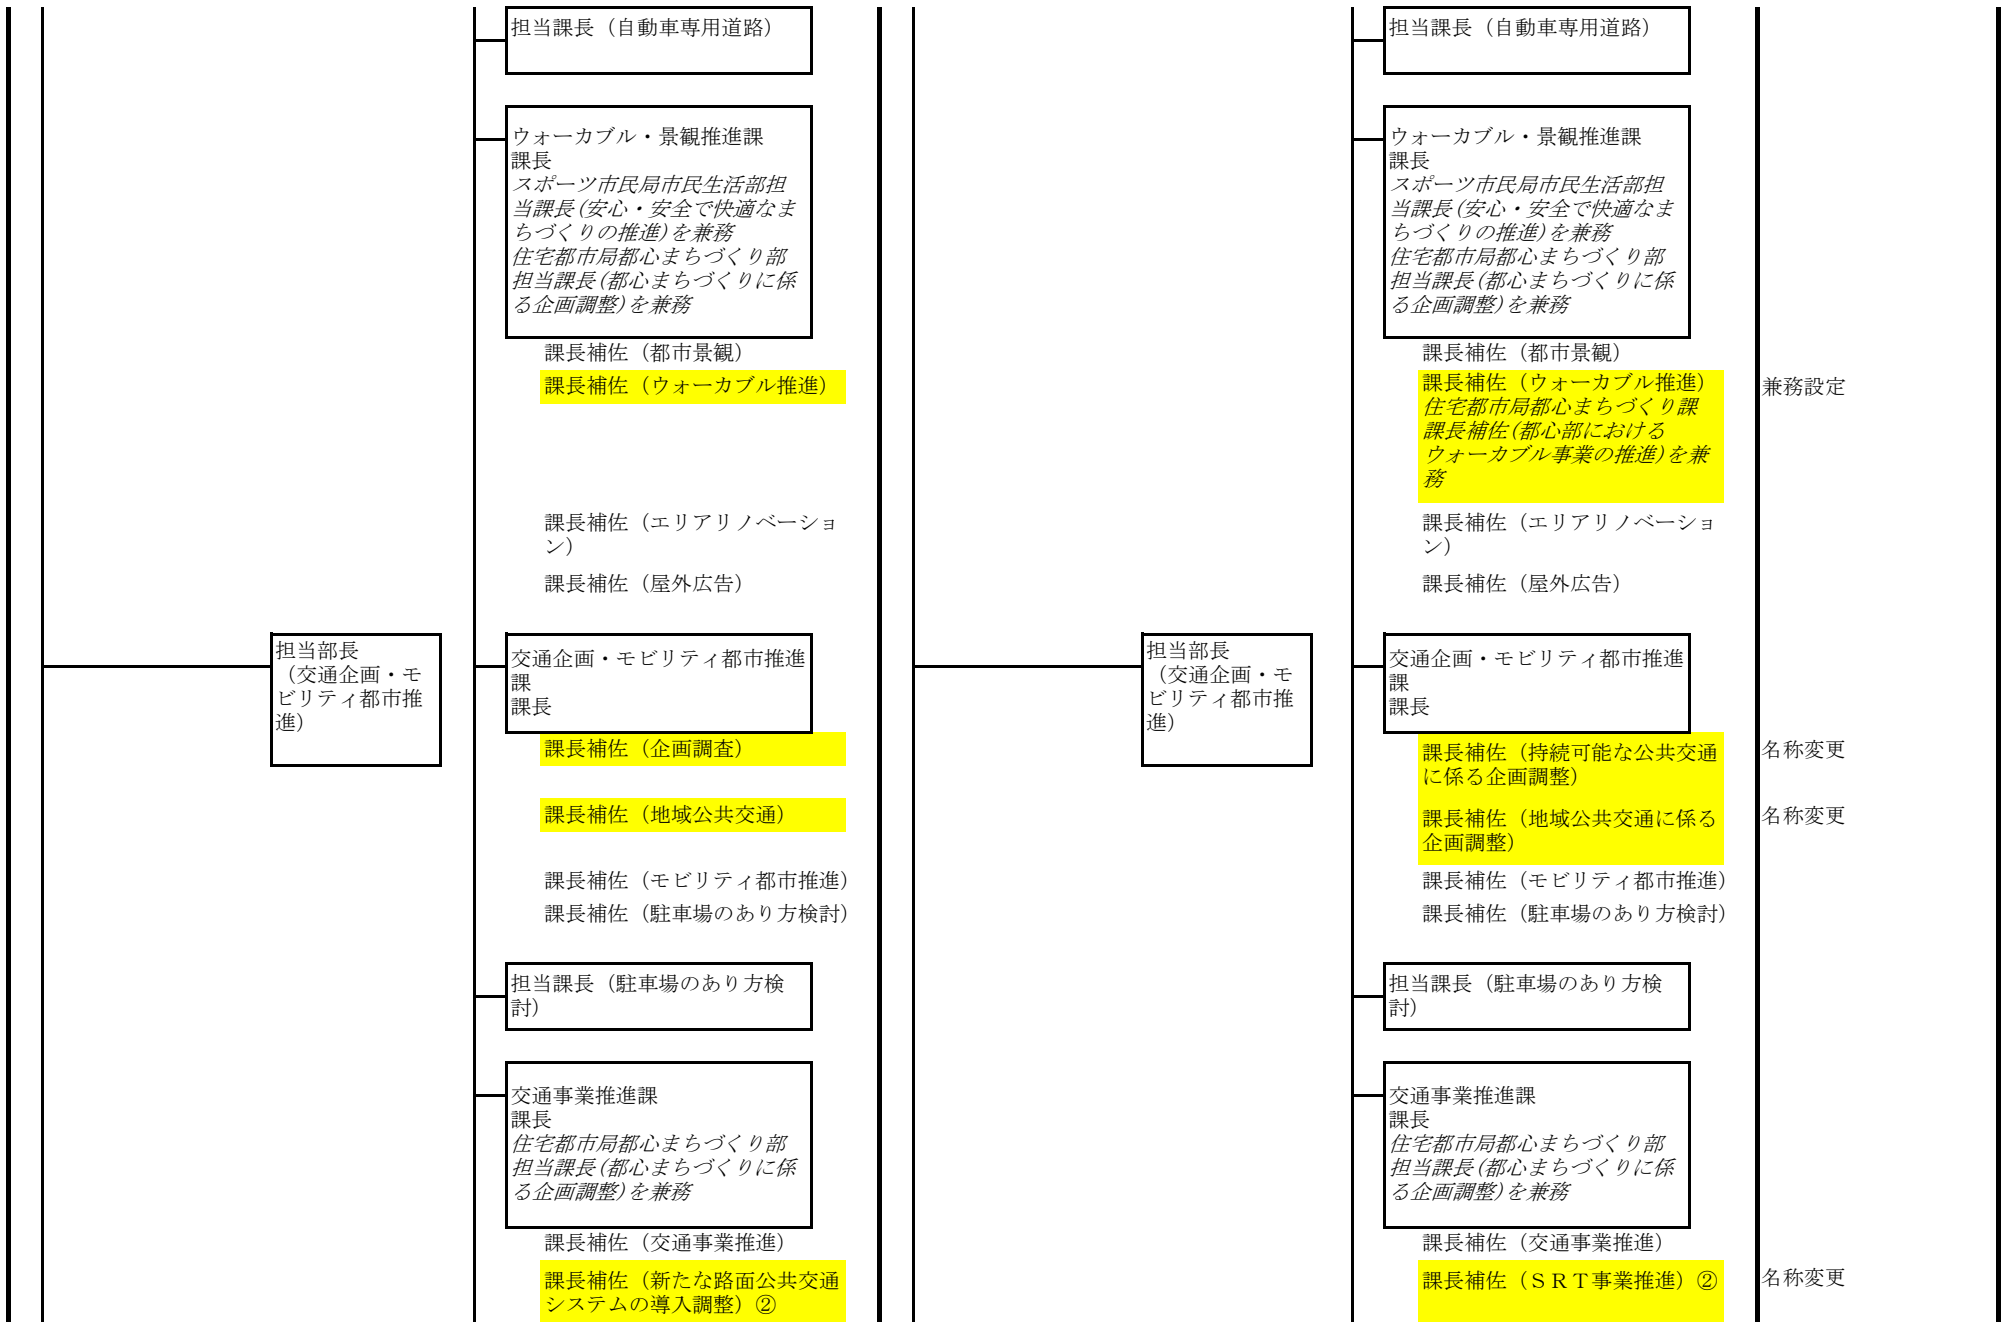 担当課長（自動車専用道路）
ウォーカブル・景観推進課
課長
スポーツ市民局市民生活部担
当課長(安心・安全で快適なま
ちづくりの推進)を兼務
住宅都市局都心まちづくり部
担当課長(都心まちづくりに係
る企画調整)を兼務
課長補佐（都市景観）
課長補佐（ウォーカブル推進）
課長補佐（エリアリノベーショ
ン）
課長補佐（屋外広告）
担当部長
（交通企画・モ
ビリティ都市推
進）
交通企画・モビリティ都市推進
課
課長
課長補佐（企画調査）
課長補佐（地域公共交通）
課長補佐（モビリティ都市推進）
課長補佐（駐車場のあり方検討）
担当課長（駐車場のあり方検
討）
交通事業推進課
課長
住宅都市局都心まちづくり部
担当課長(都心まちづくりに係
る企画調整)を兼務
課長補佐（交通事業推進）
課長補佐（新たな路面公共交通
システムの導入調整）②
担当課長（自動車専用道路）
ウォーカブル・景観推進課
課長
スポーツ市民局市民生活部担
当課長(安心・安全で快適なま
ちづくりの推進)を兼務
住宅都市局都心まちづくり部
担当課長(都心まちづくりに係
る企画調整)を兼務
課長補佐（都市景観）
課長補佐（ウォーカブル推進）
住宅都市局都心まちづくり課
課長補佐(都心部における
ウォーカブル事業の推進)を兼
務
兼務設定
課長補佐（エリアリノベーショ
ン）
課長補佐（屋外広告）
担当部長
（交通企画・モ
ビリティ都市推
進）
交通企画・モビリティ都市推進
課
課長
課長補佐（持続可能な公共交通
に係る企画調整）
名称変更
課長補佐（地域公共交通に係る
企画調整）
名称変更
課長補佐（モビリティ都市推進）
課長補佐（駐車場のあり方検討）
担当課長（駐車場のあり方検
討）
交通事業推進課
課長
住宅都市局都心まちづくり部
担当課長(都心まちづくりに係
る企画調整)を兼務
課長補佐（交通事業推進）
課長補佐（ＳＲＴ事業推進）②
名称変更